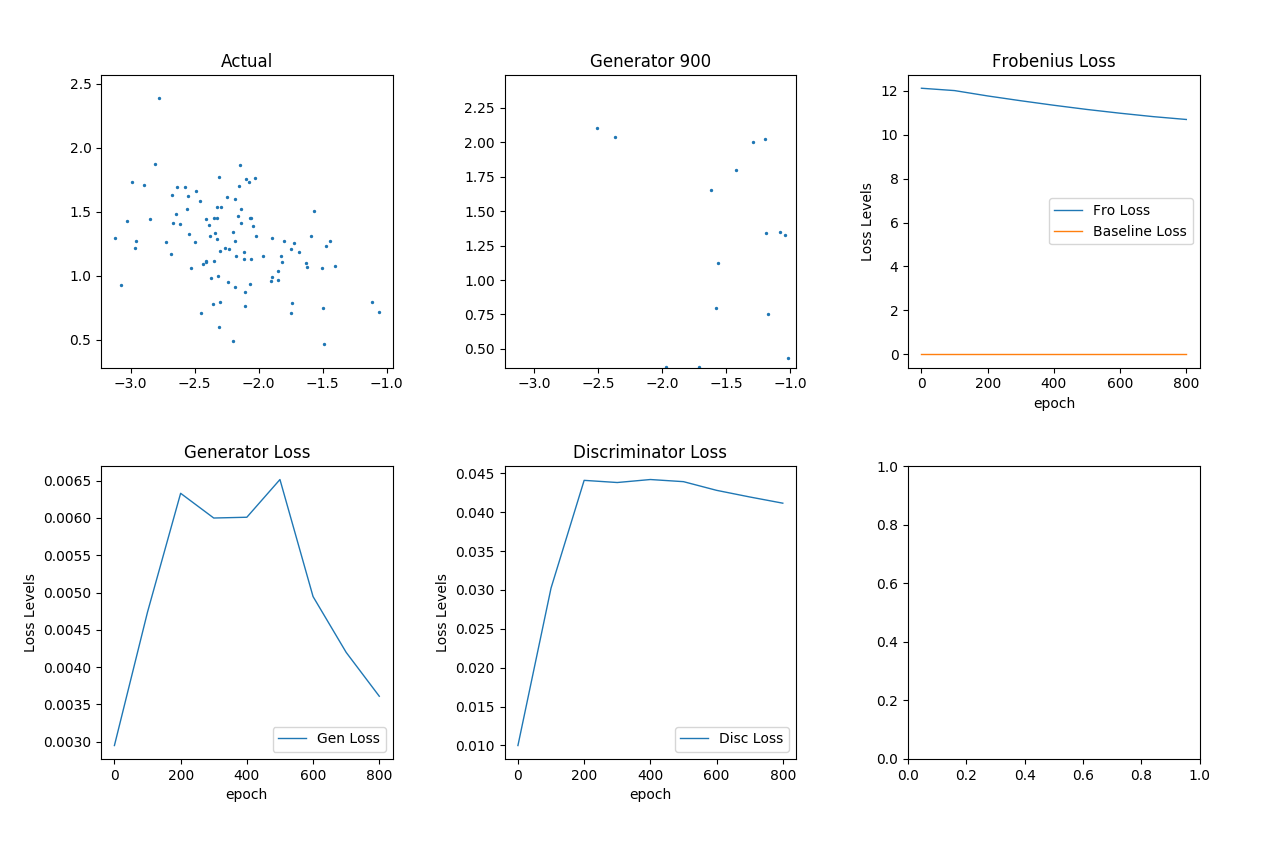 Actual
2.5
2.0
1.5
1.0
0.5
−3.0 −2.5 −2.0 −1.5 −1.0
Generator 900
2.25
2.00
1.75
1.50
1.25
1.00
0.75
0.50
−3.0 −2.5 −2.0 −1.5 −1.0
Frobenius Loss
Loss Levels
12
10
8
6
4
2
0
Fro Loss
Baseline Loss
0 200 400 600 800
epoch
Generator Loss
Loss Levels
0.0065
0.0060
0.0055
0.0050
0.0045
0.0040
0.0035
0.0030
Gen Loss
0 200 400 600 800
epoch
Discriminator Loss
Loss Levels
0.045
0.040
0.035
0.030
0.025
0.020
0.015
0.010
Disc Loss
0 200 400 600 800
epoch
1.0
0.8
0.6
0.4
0.2
0.0
0.0 0.2 0.4 0.6 0.8 1.0